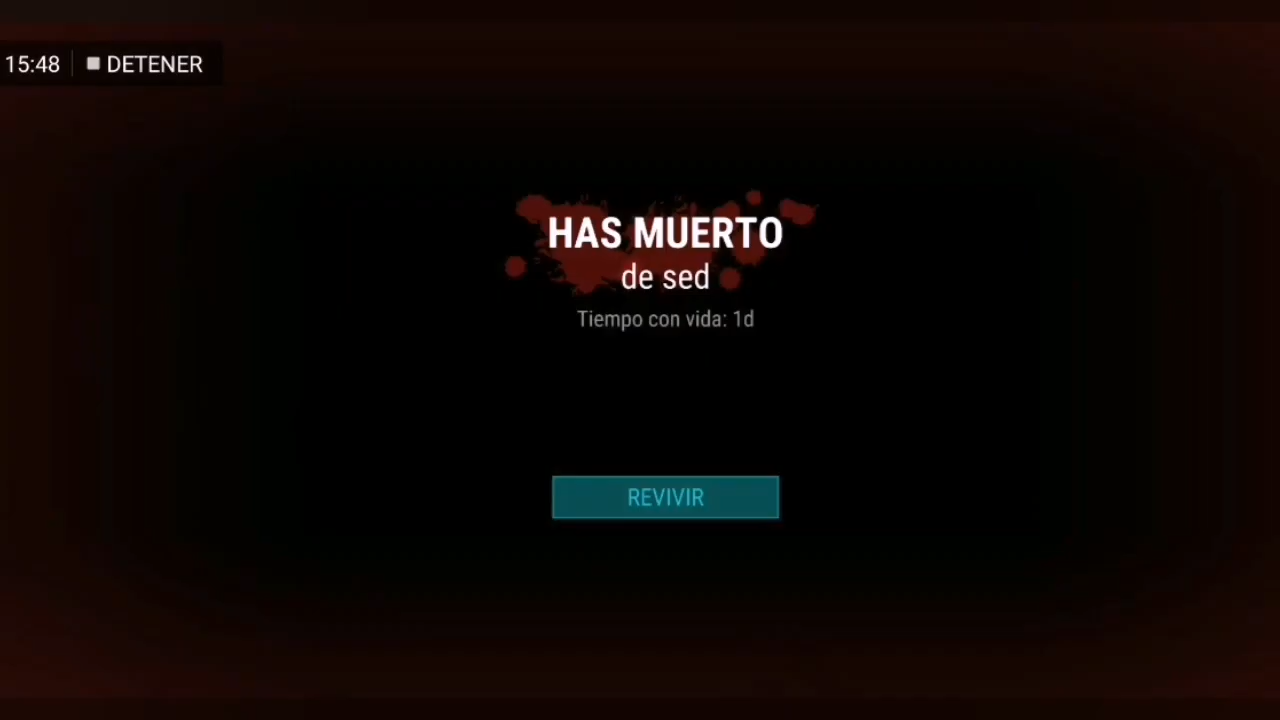 15:48 DETENER
HAS MUERTO
de sed
Tiempo con vida: 1d
REVIVIR